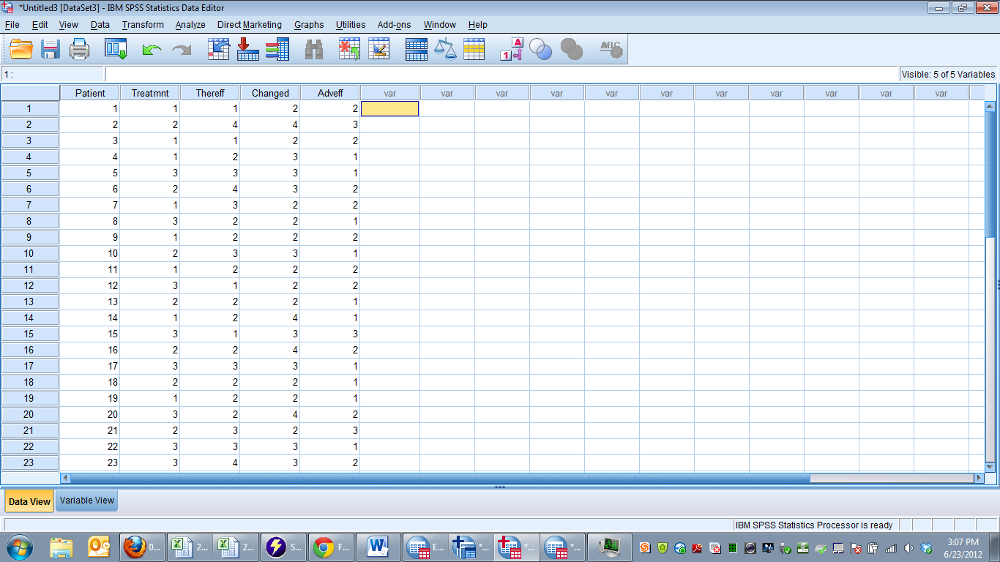 *Untitled3 [DataSet3] - IBM SPSS Statistics Data Editor
File Edit View Data Transform Analyze Direct Marketing Graphs Utilities Add-ons Window Help
1 A ABC
1 : Visible: 5 of 5 Variables
Patient Treatmnt Thereff Changed Adveff var var var var var var var var var var var
1 1 1 1 2 2
2 2 2 4 4 3
3 3 1 1 2 2
4 4 1 2 3 1
5 5 3 3 3 1
6 6 2 4 3 2
7 7 1 3 2 2
8 8 3 2 2 1
9 9 1 2 2 2
10 10 2 3 3 1
11 11 1 2 2 2
12 12 3 1 2 2
13 13 2 2 2 1
14 14 1 2 4 1
15 15 3 1 3 3
16 16 2 2 4 2
17 17 3 3 3 1
18 18 2 2 2 1
19 19 1 2 2 1
20 20 3 2 4 2
21 21 2 3 2 3
22 22 3 3 3 1
23 23 3 4 3 2
Data View Variable View
IBM SPSS Statistics Processor is ready
0... 2... 2... S... F... W E... *... *... *... 3:07 PM
6/23/2012